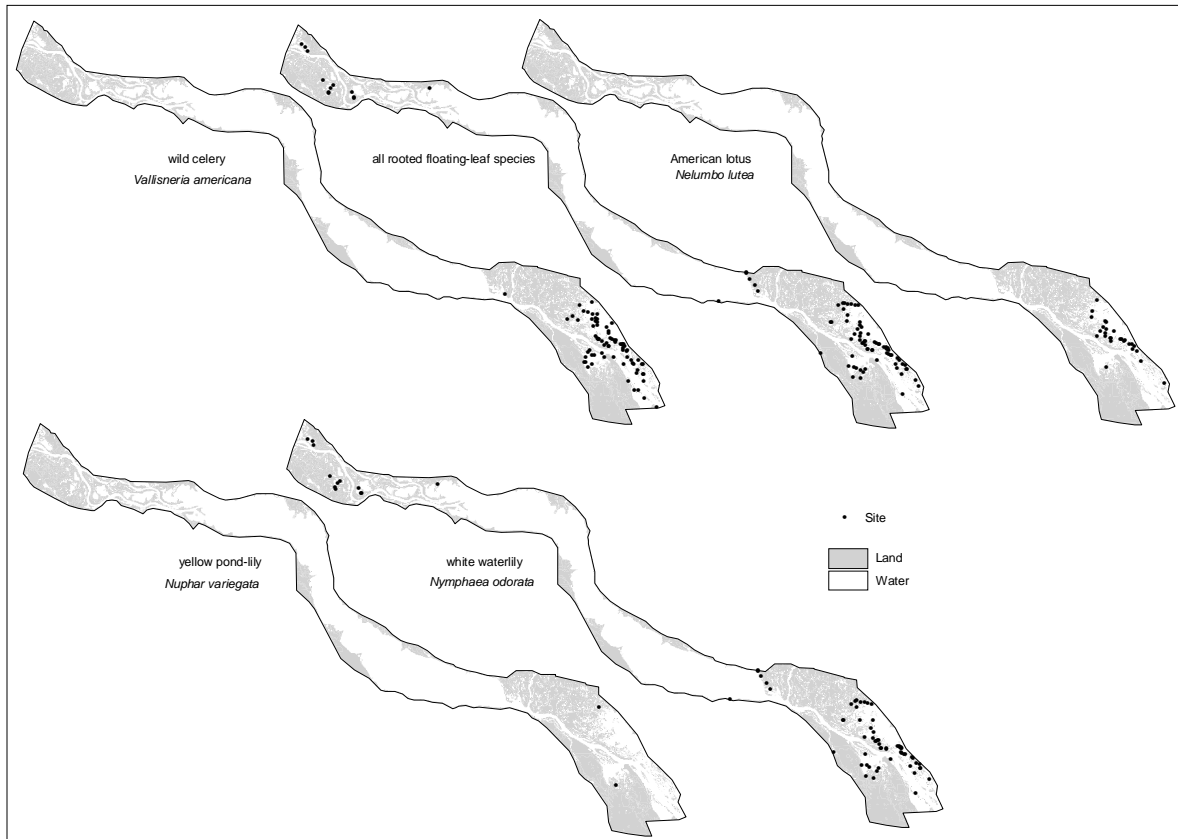 wild celery
Vallisneria americana
all rooted floating-leaf species
American lotus
Nelumbo lutea
yellow pond-lily
Nuphar variegata
white waterlily
Nymphaea odorata
Site
Land
Water